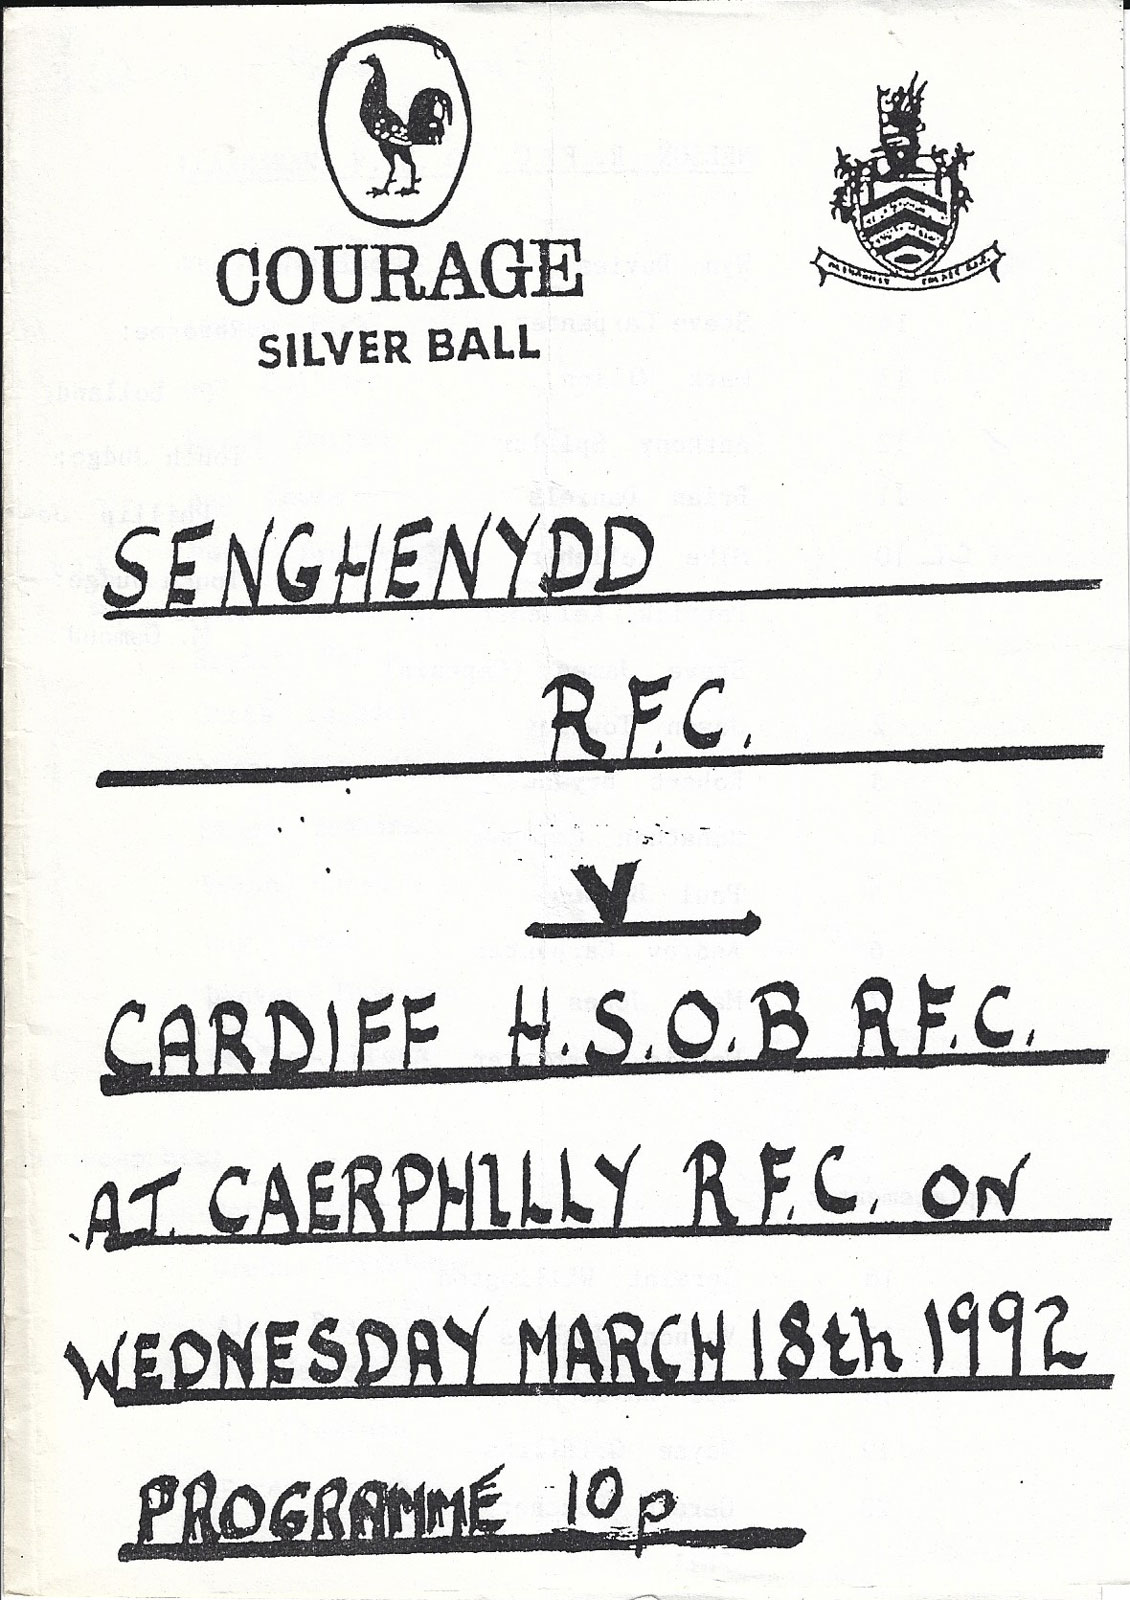 COURAGE
SILVER BALL
SENGHENYDD
R.F.C.
V
CARDIFF H.S.O.B R.F.C.
AT CAERPHILLY R.F.C. ON
WEDNESDAY MARCH 18th 1992
PROGRAMME 10p